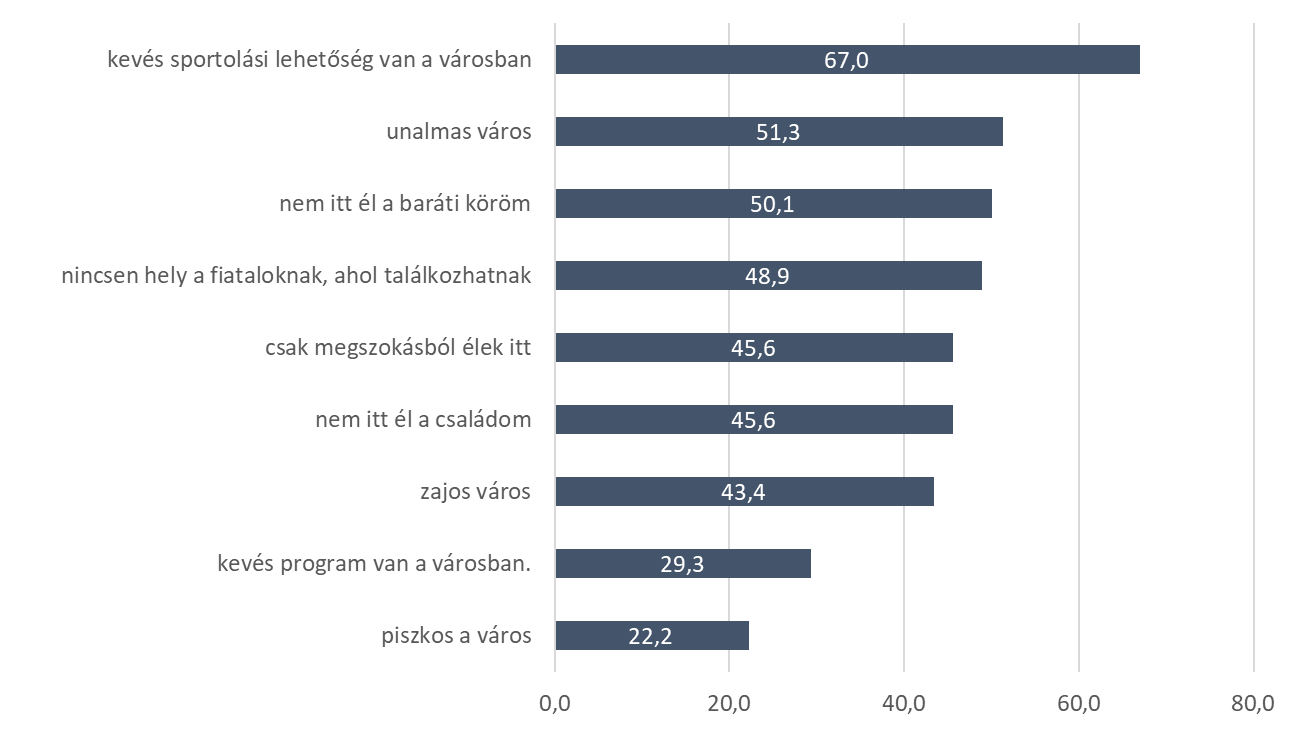 kevés sportolási lehetőség van a városban
67,0
unalmas város
51,3
nem itt él a baráti köröm
50,1
nincsen hely a fiataloknak, ahol találkozhatnak
48,9
csak megszokásból élek itt
45,6
nem itt él a családom
45,6
zajos város
43,4
kevés program van a városban.
29,3
piszkos a város
22,2
0,0 20,0 40,0 60,0 80,0